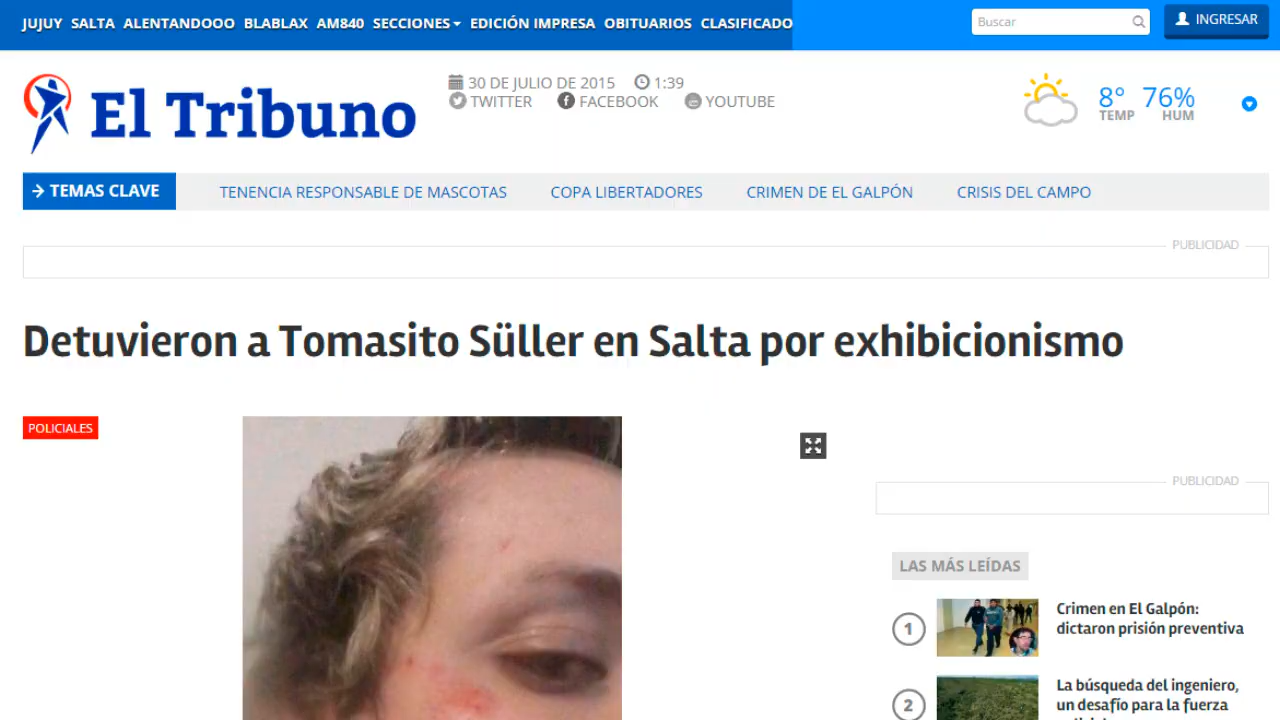 JUJUY SALTA ALENTANDOOO BLABLAX AM840 SECCIONES EDICIÓN IMPRESA OBITUARIOS CLASIFICADO
Buscar
INGRESAR
El Tribuno
30 DE JULIO DE 2015 1:39
TWITTER FACEBOOK YOUTUBE
8° 76%
TEMP HUM
→ TEMAS CLAVE TENENCIA RESPONSABLE DE MASCOTAS COPA LIBERTADORES CRIMEN DE EL GALPÓN CRISIS DEL CAMPO
PUBLICIDAD
Detuvieron a Tomasito Süller en Salta por exhibicionismo
POLICIALES
PUBLICIDAD
LAS MÁS LEÍDAS
1
Crimen en El Galpón:
dictaron prisión preventiva
2
La búsqueda del ingeniero,
un desafío para la fuerza